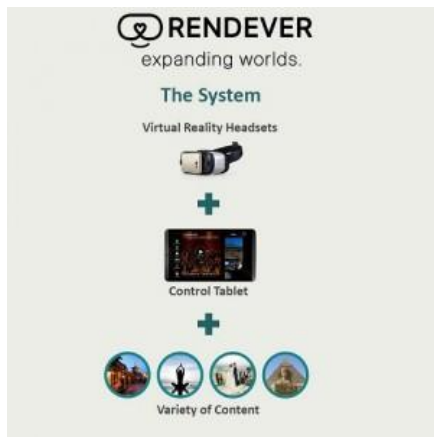 RENDEVER
expanding worlds.
The System
Virtual Reality Headsets
Control Tablet
Variety of Content